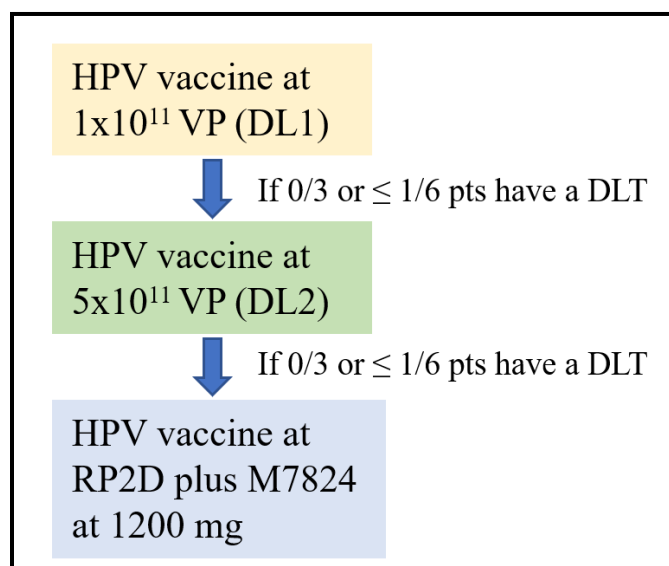 HPV vaccine at
1x10¹¹ VP (DL1)
If 0/3 or ≤ 1/6 pts have a DLT
HPV vaccine at
5x10¹¹ VP (DL2)
If 0/3 or ≤ 1/6 pts have a DLT
HPV vaccine at
RP2D plus M7824
at 1200 mg